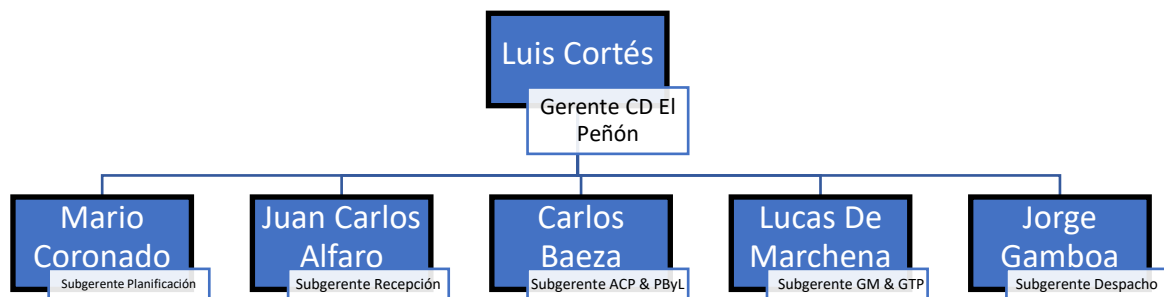 Luis Cortés
Gerente CD El
Peñón
Mario
Coronado
Subgerente Planificación
Juan Carlos
Alfaro
Subgerente Recepción
Carlos
Baeza
Subgerente ACP & PByL
Lucas De
Marchena
Subgerente GM & GTP
Jorge
Gamboa
Subgerente Despacho